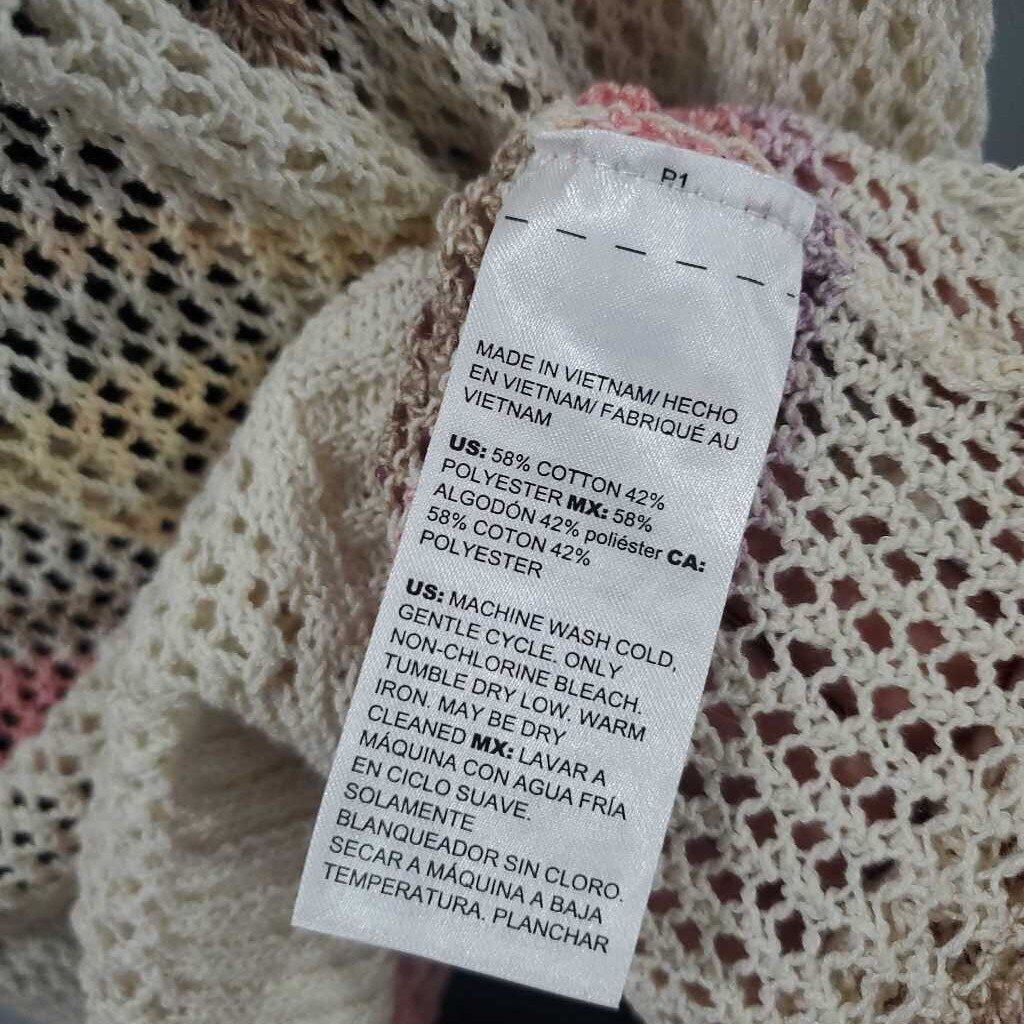 P1
MADE IN VIETNAM/ HECHO
EN VIETNAM/ FABRIQUÉ AU
VIETNAM
US: 58% COTTON 42%
POLYESTER MX: 58%
ALGODÓN 42% poliéster CA:
58% COTON 42%
POLYESTER
US: MACHINE WASH COLD,
GENTLE CYCLE. ONLY
NON-CHLORINE BLEACH.
TUMBLE DRY LOW. WARM
IRON. MAY BE DRY
CLEANED MX: LAVAR A
MÁQUINA CON AGUA FRÍA
EN CICLO SUAVE.
SOLAMENTE
BLANQUEADOR SIN CLORO.
SECAR A MÁQUINA A BAJA
TEMPERATURA. PLANCHAR